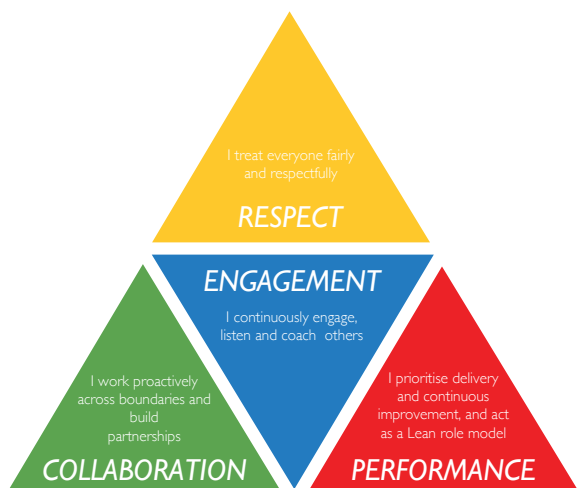 I treat everyone fairly
and respectfully
RESPECT
ENGAGEMENT
I continuously engage,
listen and coach others
I work proactively
across boundaries and
build
partnerships
COLLABORATION
I prioritise delivery
and continuous
improvement, and act
as a Lean role model
PERFORMANCE